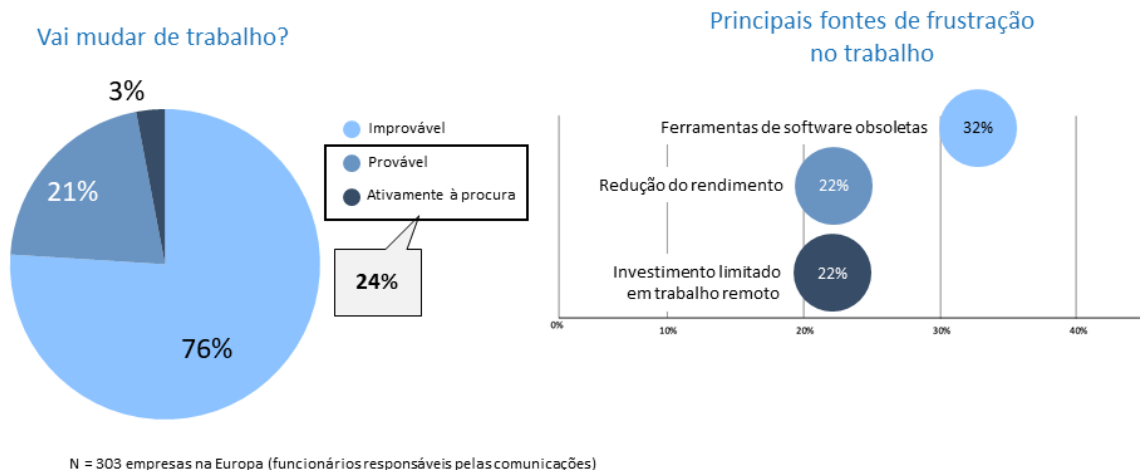 Vai mudar de trabalho?
3%
21%
76%
Improvável
Provável
Ativamente à procura
24%
Principais fontes de frustração
no trabalho
Ferramentas de software obsoletas
32%
Redução do rendimento
22%
Investimento limitado
em trabalho remoto
22%
0%
10%
20%
30%
40%
N = 303 empresas na Europa (funcionários responsáveis pelas comunicações)